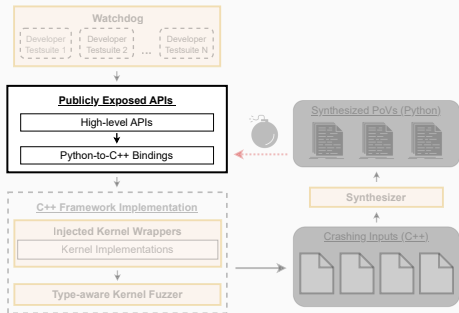 Watchdog
Developer
Testsuite 1
Developer
Testsuite 2
...
Developer
Testsuite N
Publicly Exposed APIs
High-level APIs
Python-to-C++ Bindings
C++ Framework Implementation
Injected Kernel Wrappers
Kernel Implementations
Type-aware Kernel Fuzzer
Synthesized PoVs (Python)
Synthesizer
Crashing Inputs (C++)